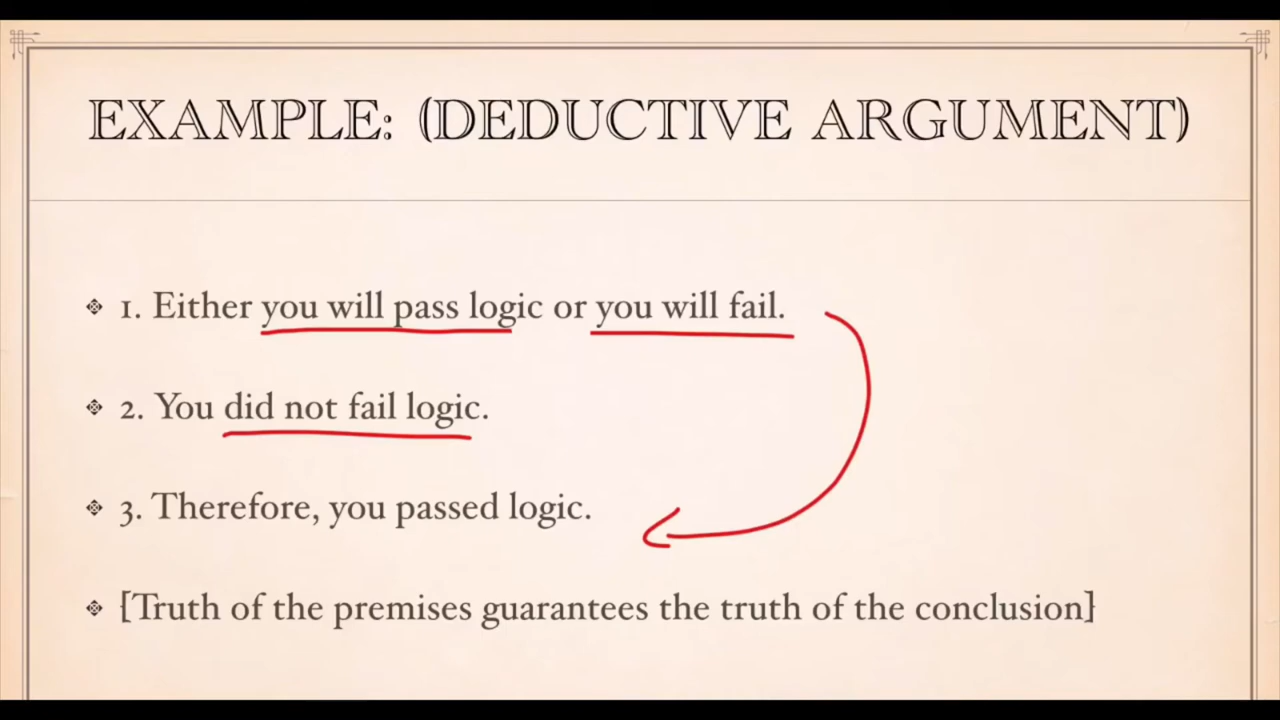 EXAMPLE: (DEDUCTIVE ARGUMENT)
1. Either you will pass logic or you will fail.
2. You did not fail logic.
3. Therefore, you passed logic.
[Truth of the premises guarantees the truth of the conclusion]